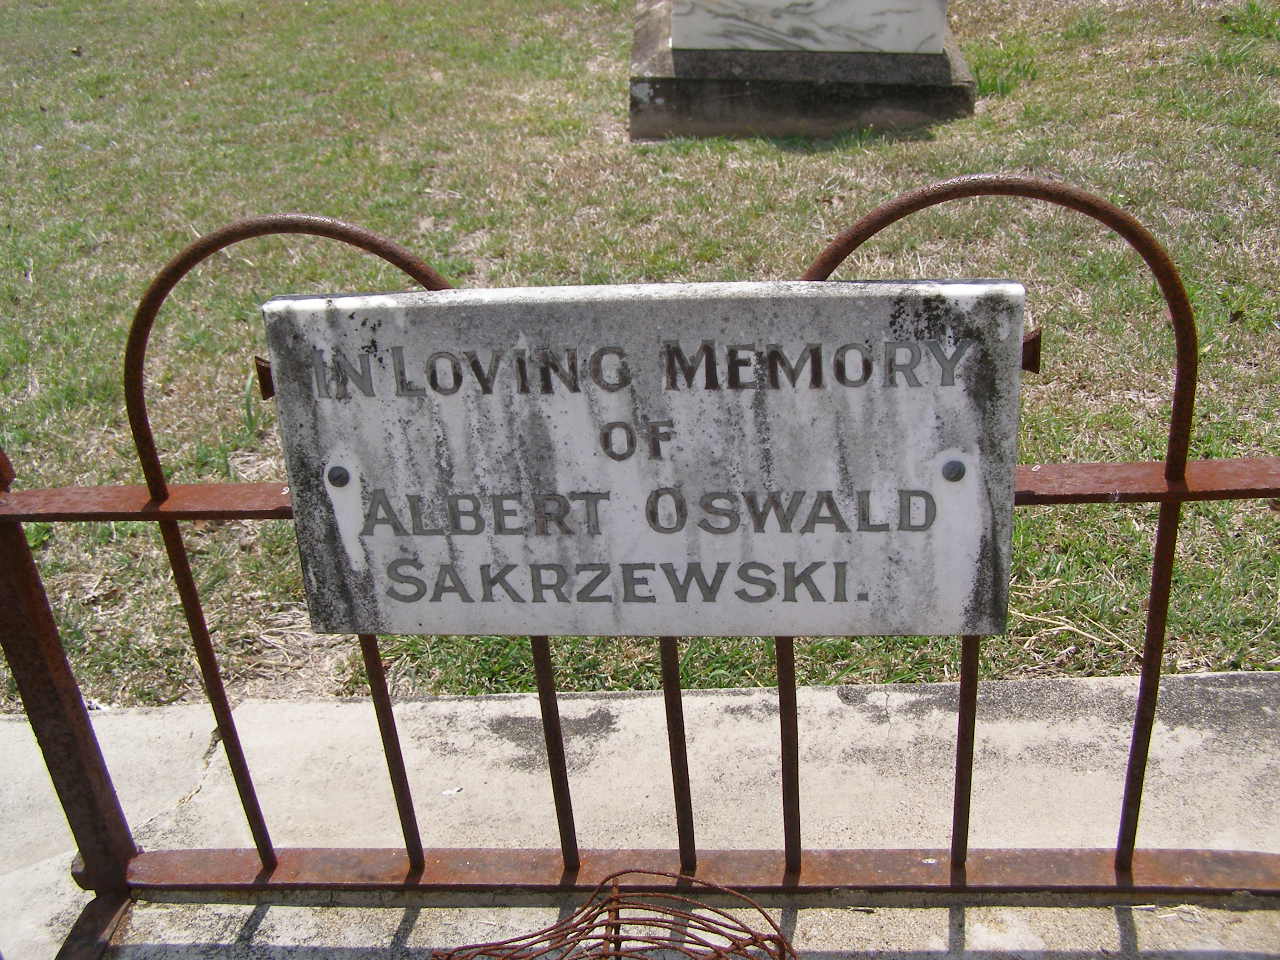 IN LOVING MEMORY
OF
ALBERT OSWALD
SAKRZEWSKI.